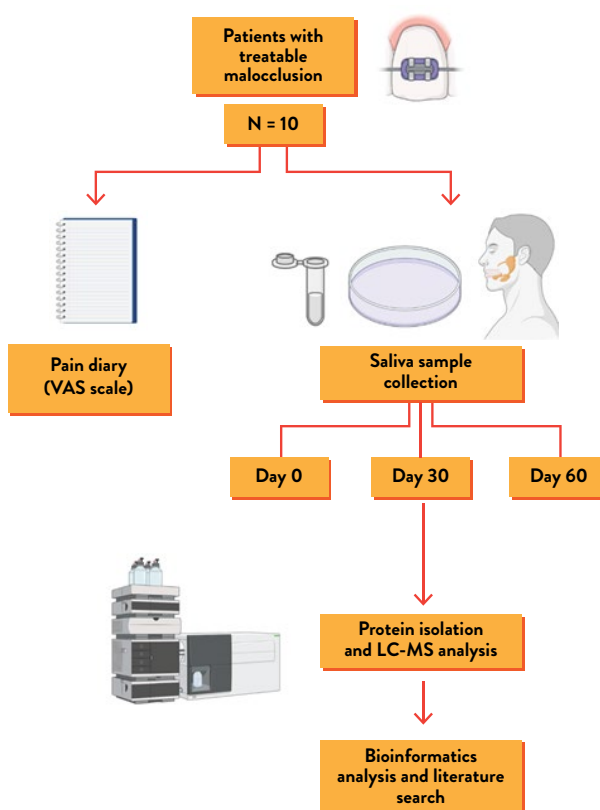 Patients with
treatable
malocclusion
N = 10
Pain diary
(VAS scale)
Saliva sample
collection
Day 0
Day 30
Day 60
Protein isolation
and LC-MS analysis
Bioinformatics
analysis and literature
search